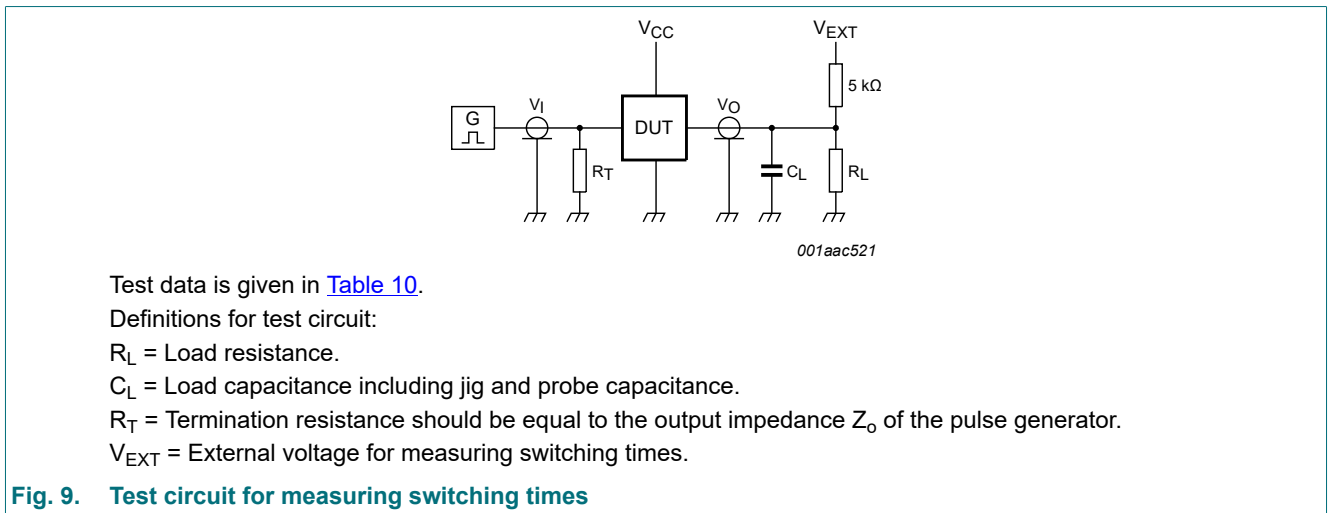 VCC
VEXT
5 kΩ
G
VI
DUT
VO
RT
CL
RL
001aac521
Test data is given in Table 10.
Definitions for test circuit:
RL = Load resistance.
CL = Load capacitance including jig and probe capacitance.
RT = Termination resistance should be equal to the output impedance Zo of the pulse generator.
VEXT = External voltage for measuring switching times.
Fig. 9. Test circuit for measuring switching times